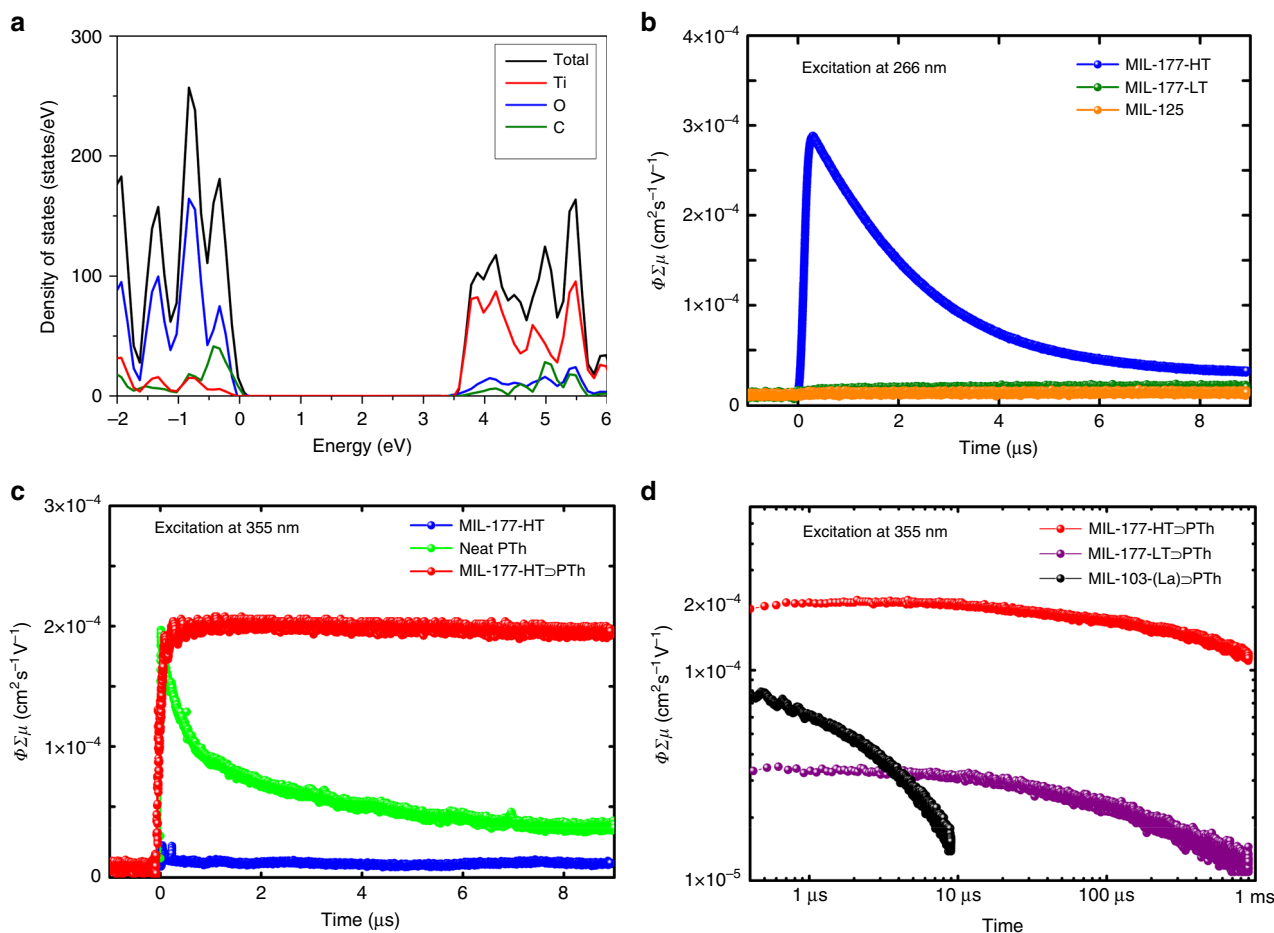 a
300
200
100
0
Density of states (states/eV)
Total
Ti
O
C
–2 –1 0 1 2 3 4 5 6
Energy (eV)
b
4×10⁻⁴
3×10⁻⁴
2×10⁻⁴
1×10⁻⁴
0
ΦΣμ (cm²s⁻¹V⁻¹)
Excitation at 266 nm
MIL-177-HT
MIL-177-LT
MIL-125
0 2 4 6 8
Time (μs)
c
3×10⁻⁴
2×10⁻⁴
1×10⁻⁴
0
ΦΣμ (cm²s⁻¹V⁻¹)
Excitation at 355 nm
MIL-177-HT
Neat PTh
MIL-177-HT⊃PTh
0 2 4 6 8
Time (μs)
d
2×10⁻⁴
1×10⁻⁴
1×10⁻⁵
ΦΣμ (cm²s⁻¹V⁻¹)
Excitation at 355 nm
MIL-177-HT⊃PTh
MIL-177-LT⊃PTh
MIL-103-(La)⊃PTh
1 μs 10 μs 100 μs 1 ms
Time